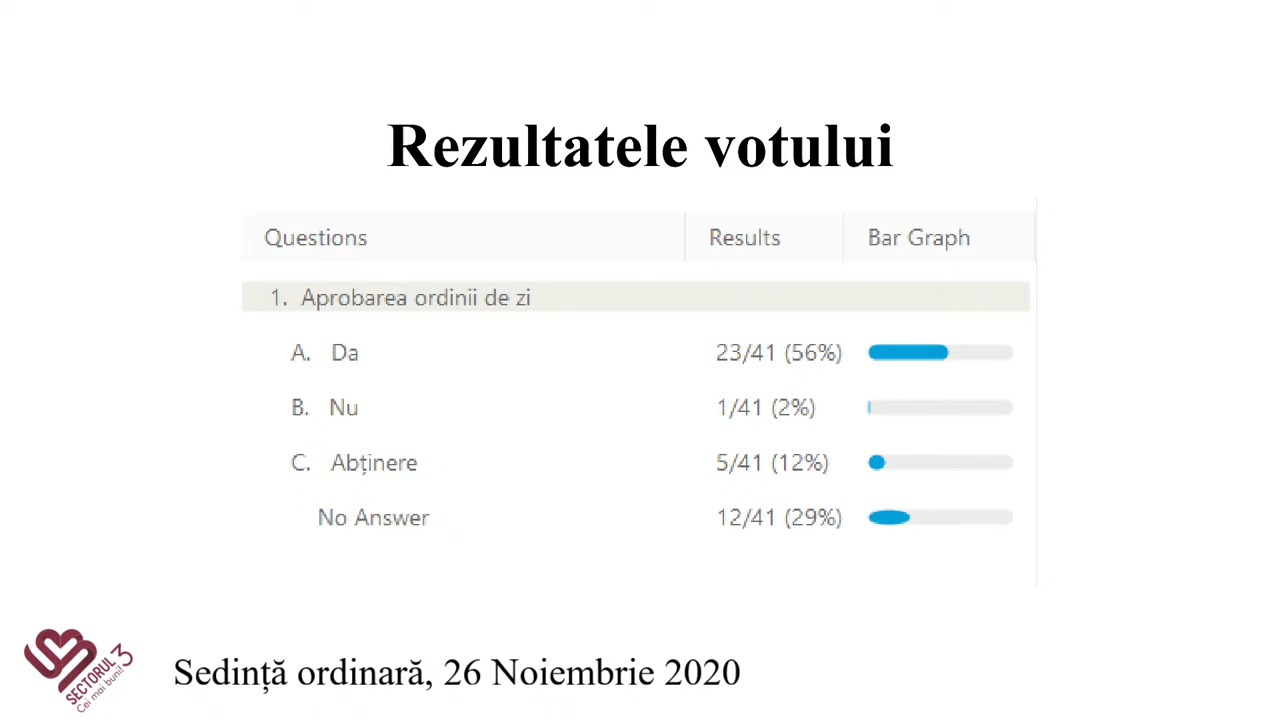 Rezultatele votului
Questions Results Bar Graph
1. Aprobarea ordinii de zi
A. Da 23/41 (56%)
B. Nu 1/41 (2%)
C. Abținere 5/41 (12%)
No Answer 12/41 (29%)
SECTORUL 3
Cei mai buni!
Sedință ordinară, 26 Noiembrie 2020